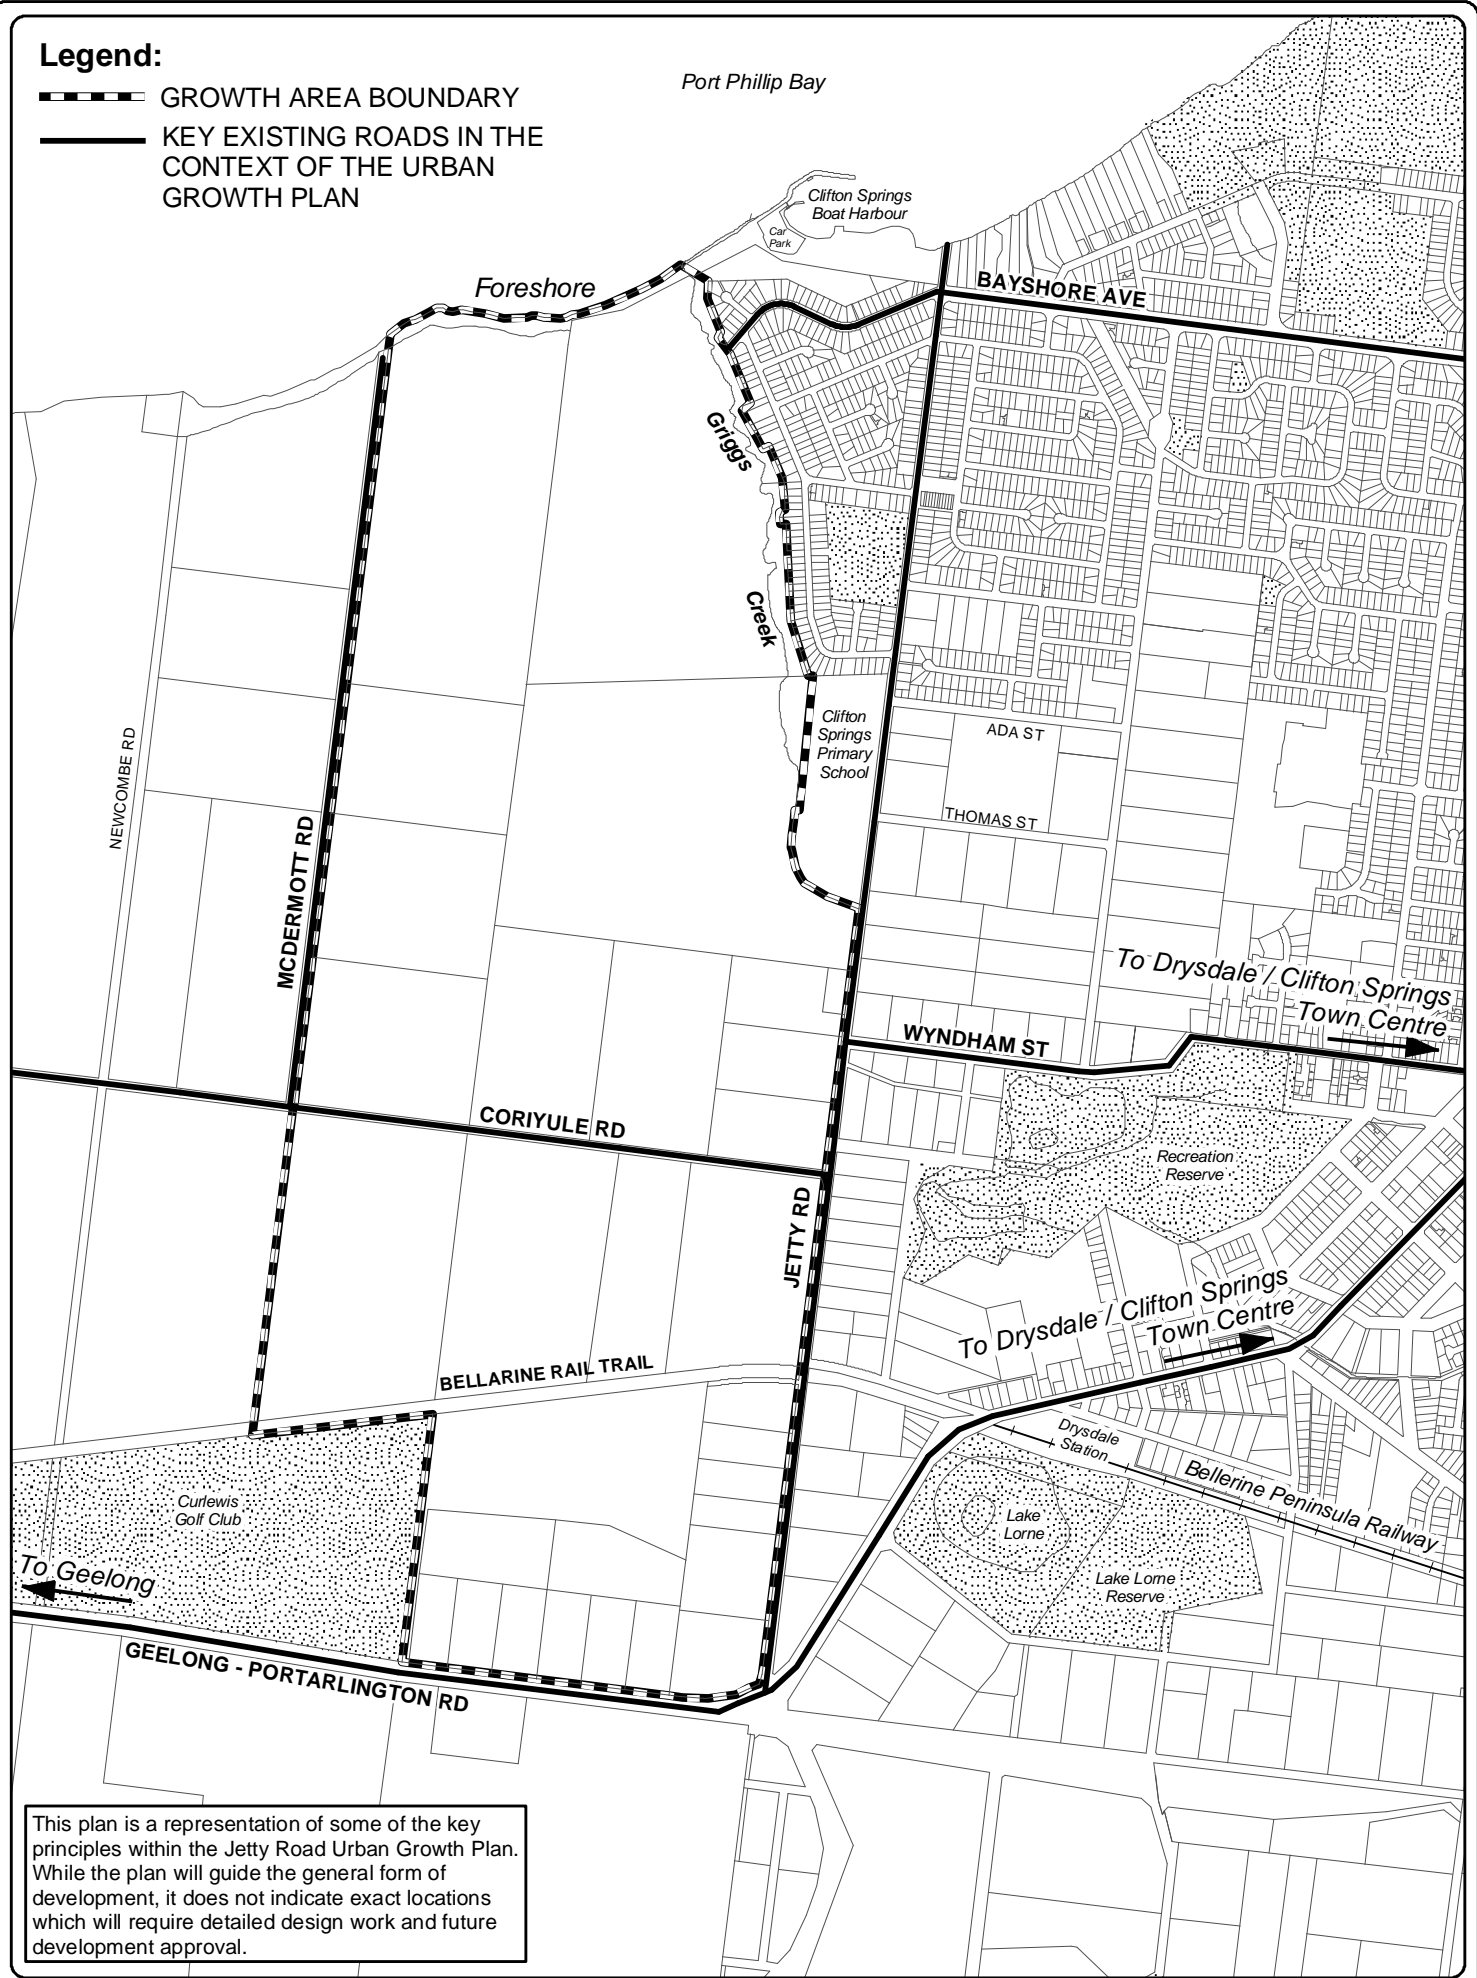 Legend:
GROWTH AREA BOUNDARY
KEY EXISTING ROADS IN THE
CONTEXT OF THE URBAN
GROWTH PLAN
Port Phillip Bay
Clifton Springs
Boat Harbour
Car
Park
Foreshore
BAYSHORE AVE
Griggs
Creek
Clifton
Springs
Primary
School
ADA ST
THOMAS ST
NEWCOMBE RD
MCDERMOTT RD
To Drysdale / Clifton Springs
Town Centre
WYNDHAM ST
CORIYULE RD
Recreation
Reserve
JETTY RD
To Drysdale / Clifton Springs
Town Centre
BELLARINE RAIL TRAIL
Drysdale
Station
Bellerine Peninsula Railway
Curlewis
Golf Club
Lake
Lorne
To Geelong
Lake Lorne
Reserve
GEELONG - PORTARLINGTON RD
This plan is a representation of some of the key
principles within the Jetty Road Urban Growth Plan.
While the plan will guide the general form of
development, it does not indicate exact locations
which will require detailed design work and future
development approval.